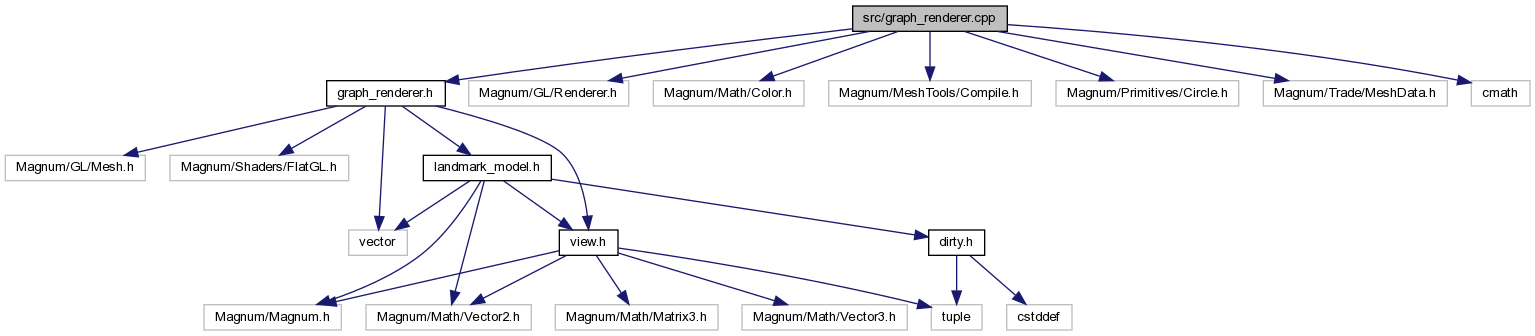 src/graph_renderer.cpp
graph_renderer.h
Magnum/GL/Renderer.h
Magnum/Math/Color.h
Magnum/MeshTools/Compile.h
Magnum/Primitives/Circle.h
Magnum/Trade/MeshData.h
cmath
Magnum/GL/Mesh.h
Magnum/Shaders/FlatGL.h
landmark_model.h
vector
view.h
dirty.h
Magnum/Magnum.h
Magnum/Math/Vector2.h
Magnum/Math/Matrix3.h
Magnum/Math/Vector3.h
tuple
cstddef